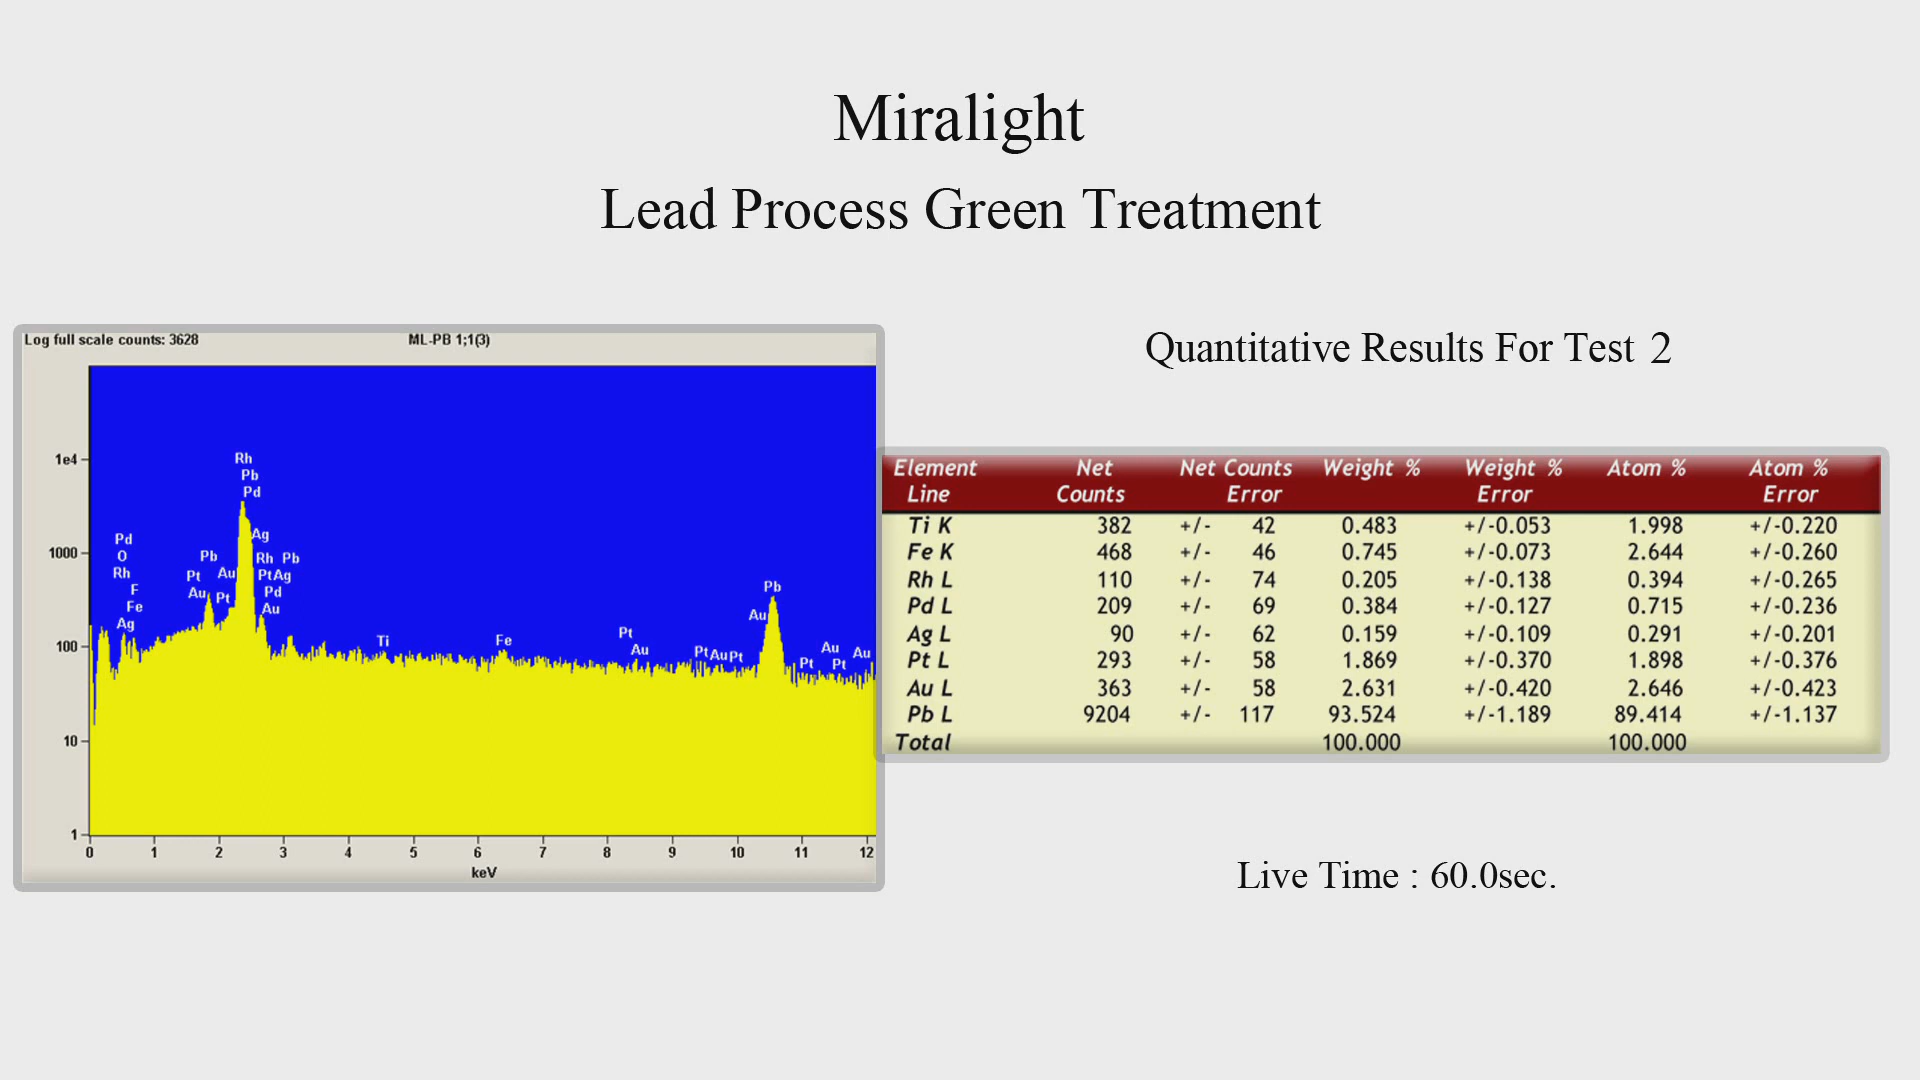 Miralight
Lead Process Green Treatment
Log full scale counts: 3628 ML-PB 1;1(3)
1e4
1000
100
10
1
Rh
Pb
Pd
Ag
Pd
O
Rh
F
Fe
Ag
Pb
Pt
Au
Au
Pt
Rh Pb
Pt Ag
Pd
Au
Ti
Fe
Pt
Au
Pt Au Pt
Pb
Au
Pt
Au
Pt
Au
0 1 2 3 4 5 6 7 8 9 10 11 12
keV
Quantitative Results For Test 2
Element Net Net Counts Weight % Weight % Atom % Atom %
Line Counts Error Error Error
Ti K 382 +/- 42 0.483 +/-0.053 1.998 +/-0.220
Fe K 468 +/- 46 0.745 +/-0.073 2.644 +/-0.260
Rh L 110 +/- 74 0.205 +/-0.138 0.394 +/-0.265
Pd L 209 +/- 69 0.384 +/-0.127 0.715 +/-0.236
Ag L 90 +/- 62 0.159 +/-0.109 0.291 +/-0.201
Pt L 293 +/- 58 1.869 +/-0.370 1.898 +/-0.376
Au L 363 +/- 58 2.631 +/-0.420 2.646 +/-0.423
Pb L 9204 +/- 117 93.524 +/-1.189 89.414 +/-1.137
Total 100.000 100.000
Live Time : 60.0sec.